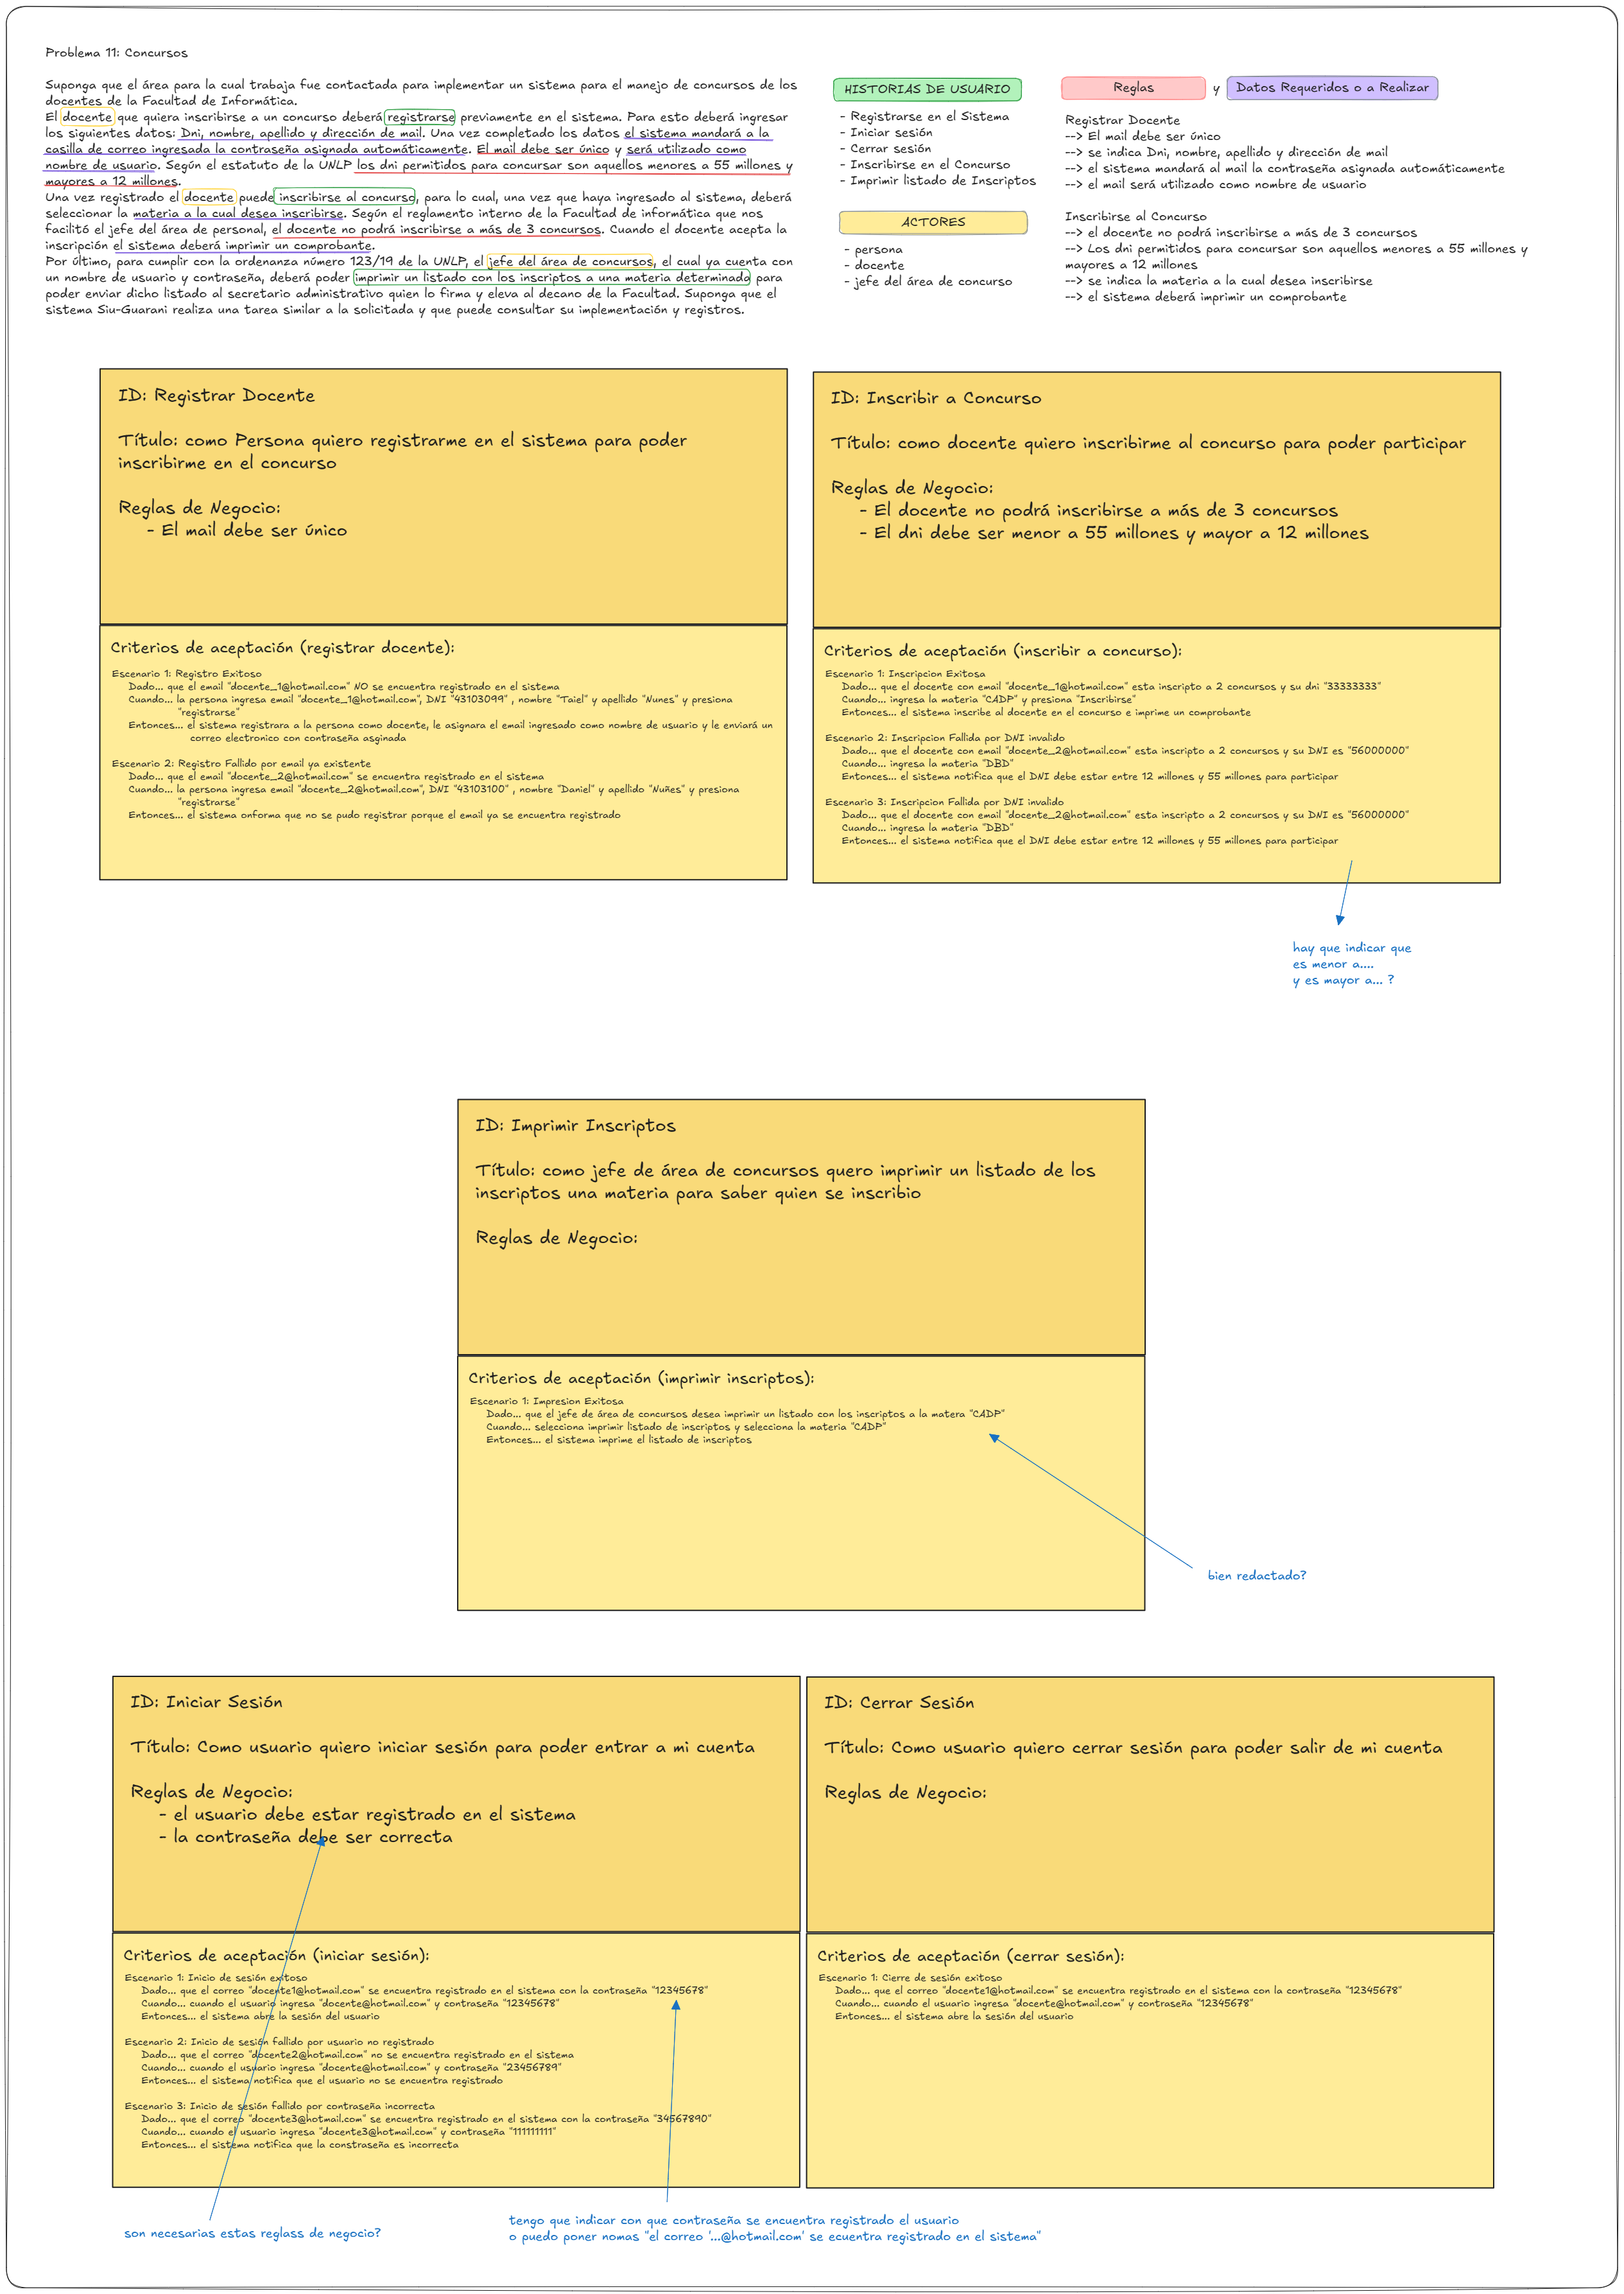 Problema 11: Concursos
Suponga que el área para la cual trabaja fue contactada para implementar un sistema para el manejo de concursos de los
docentes de la Facultad de Informática.
El docente que quiera inscribirse a un concurso deberá registrarse previamente en el sistema. Para esto deberá ingresar
los siguientes datos: Dni, nombre, apellido y dirección de mail. Una vez completado los datos el sistema mandará a la
casilla de correo ingresada la contraseña asignada automáticamente. El mail debe ser único y será utilizado como
nombre de usuario. Según el estatuto de la UNLP los dni permitidos para concursar son aquellos menores a 55 millones y
mayores a 12 millones.
Una vez registrado el docente puede inscribirse al concurso, para lo cual, una vez que haya ingresado al sistema, deberá
seleccionar la materia a la cual desea inscribirse. Según el reglamento interno de la Facultad de informática que nos
facilitó el jefe del área de personal, el docente no podrá inscribirse a más de 3 concursos. Cuando el docente acepta la
inscripción el sistema deberá imprimir un comprobante.
Por último, para cumplir con la ordenanza número 123/19 de la UNLP, el jefe del área de concursos, el cual ya cuenta con
un nombre de usuario y contraseña, deberá poder imprimir un listado con los inscriptos a una materia determinada para
poder enviar dicho listado al secretario administrativo quien lo firma y eleva al decano de la Facultad. Suponga que el
sistema Siu-Guarani realiza una tarea similar a la solicitada y que puede consultar su implementación y registros.
HISTORIAS DE USUARIO
- Registrarse en el Sistema
- Iniciar sesión
- Cerrar sesión
- Inscribirse en el Concurso
- Imprimir listado de Inscriptos
ACTORES
- persona
- docente
- jefe del área de concurso
Reglas y Datos Requeridos o a Realizar
Registrar Docente
--> El mail debe ser único
--> se indica Dni, nombre, apellido y dirección de mail
--> el sistema mandará al mail la contraseña asignada automáticamente
--> el mail será utilizado como nombre de usuario
Inscribirse al Concurso
--> el docente no podrá inscribirse a más de 3 concursos
--> Los dni permitidos para concursar son aquellos menores a 55 millones y
mayores a 12 millones
--> se indica la materia a la cual desea inscribirse
--> el sistema deberá imprimir un comprobante
ID: Registrar Docente
Título: como Persona quiero registrarme en el sistema para poder
inscribirme en el concurso
Reglas de Negocio:
- El mail debe ser único
Criterios de aceptación (registrar docente):
Escenario 1: Registro Exitoso
Dado... que el email "docente_1@hotmail.com" NO se encuentra registrado en el sistema
Cuando... la persona ingresa email "docente_1@hotmail.com", DNI "43103099" , nombre "Taiel" y apellido "Nunes" y presiona
"registrarse"
Entonces... el sistema registrara a la persona como docente, le asignara el email ingresado como nombre de usuario y le enviará un
correo electronico con contraseña asginada
Escenario 2: Registro Fallido por email ya existente
Dado... que el email "docente_2@hotmail.com" se encuentra registrado en el sistema
Cuando... la persona ingresa email "docente_2@hotmail.com", DNI "43103100" , nombre "Daniel" y apellido "Nuñes" y presiona
"registrarse"
Entonces... el sistema onforma que no se pudo registrar porque el email ya se encuentra registrado
ID: Inscribir a Concurso
Título: como docente quiero inscribirme al concurso para poder participar
Reglas de Negocio:
- El docente no podrá inscribirse a más de 3 concursos
- El dni debe ser menor a 55 millones y mayor a 12 millones
Criterios de aceptación (inscribir a concurso):
Escenario 1: Inscripcion Exitosa
Dado... que el docente con email "docente_1@hotmail.com" esta inscripto a 2 concursos y su dni "33333333"
Cuando... ingresa la materia "CADP" y presiona "Inscribirse"
Entonces... el sistema inscribe al docente en el concurso e imprime un comprobante
Escenario 2: Inscripcion Fallida por DNI invalido
Dado... que el docente con email "docente_2@hotmail.com" esta inscripto a 2 concursos y su DNI es "56000000"
Cuando... ingresa la materia "DBD"
Entonces... el sistema notifica que el DNI debe estar entre 12 millones y 55 millones para participar
Escenario 3: Inscripcion Fallida por DNI invalido
Dado... que el docente con email "docente_2@hotmail.com" esta inscripto a 2 concursos y su DNI es "56000000"
Cuando... ingresa la materia "DBD"
Entonces... el sistema notifica que el DNI debe estar entre 12 millones y 55 millones para participar
hay que indicar que
es menor a....
y es mayor a... ?
ID: Imprimir Inscriptos
Título: como jefe de área de concursos quero imprimir un listado de los
inscriptos una materia para saber quien se inscribio
Reglas de Negocio:
Criterios de aceptación (imprimir inscriptos):
Escenario 1: Impresion Exitosa
Dado... que el jefe de área de concursos desea imprimir un listado con los inscriptos a la matera "CADP"
Cuando... selecciona imprimir listado de inscriptos y selecciona la materia "CADP"
Entonces... el sistema imprime el listado de inscriptos
bien redactado?
ID: Iniciar Sesión
Título: Como usuario quiero iniciar sesión para poder entrar a mi cuenta
Reglas de Negocio:
- el usuario debe estar registrado en el sistema
- la contraseña debe ser correcta
Criterios de aceptación (iniciar sesión):
Escenario 1: Inicio de sesión exitoso
Dado... que el correo "docente1@hotmail.com" se encuentra registrado en el sistema con la contraseña "12345678"
Cuando... cuando el usuario ingresa "docente@hotmail.com" y contraseña "12345678"
Entonces... el sistema abre la sesión del usuario
Escenario 2: Inicio de sesión fallido por usuario no registrado
Dado... que el correo "docente2@hotmail.com" no se encuentra registrado en el sistema
Cuando... cuando el usuario ingresa "docente@hotmail.com" y contraseña "23456789"
Entonces... el sistema notifica que el usuario no se encuentra registrado
Escenario 3: Inicio de sesión fallido por contraseña incorrecta
Dado... que el correo "docente3@hotmail.com" se encuentra registrado en el sistema con la contraseña "34567890"
Cuando... cuando el usuario ingresa "docente3@hotmail.com" y contraseña "111111111"
Entonces... el sistema notifica que la constraseña es incorrecta
ID: Cerrar Sesión
Título: Como usuario quiero cerrar sesión para poder salir de mi cuenta
Reglas de Negocio:
Criterios de aceptación (cerrar sesión):
Escenario 1: Cierre de sesión exitoso
Dado... que el correo "docente1@hotmail.com" se encuentra registrado en el sistema con la contraseña "12345678"
Cuando... cuando el usuario ingresa "docente@hotmail.com" y contraseña "12345678"
Entonces... el sistema abre la sesión del usuario
son necesarias estas reglass de negocio?
tengo que indicar con que contraseña se encuentra registrado el usuario
o puedo poner nomas "el correo '...@hotmail.com' se ecuentra registrado en el sistema"